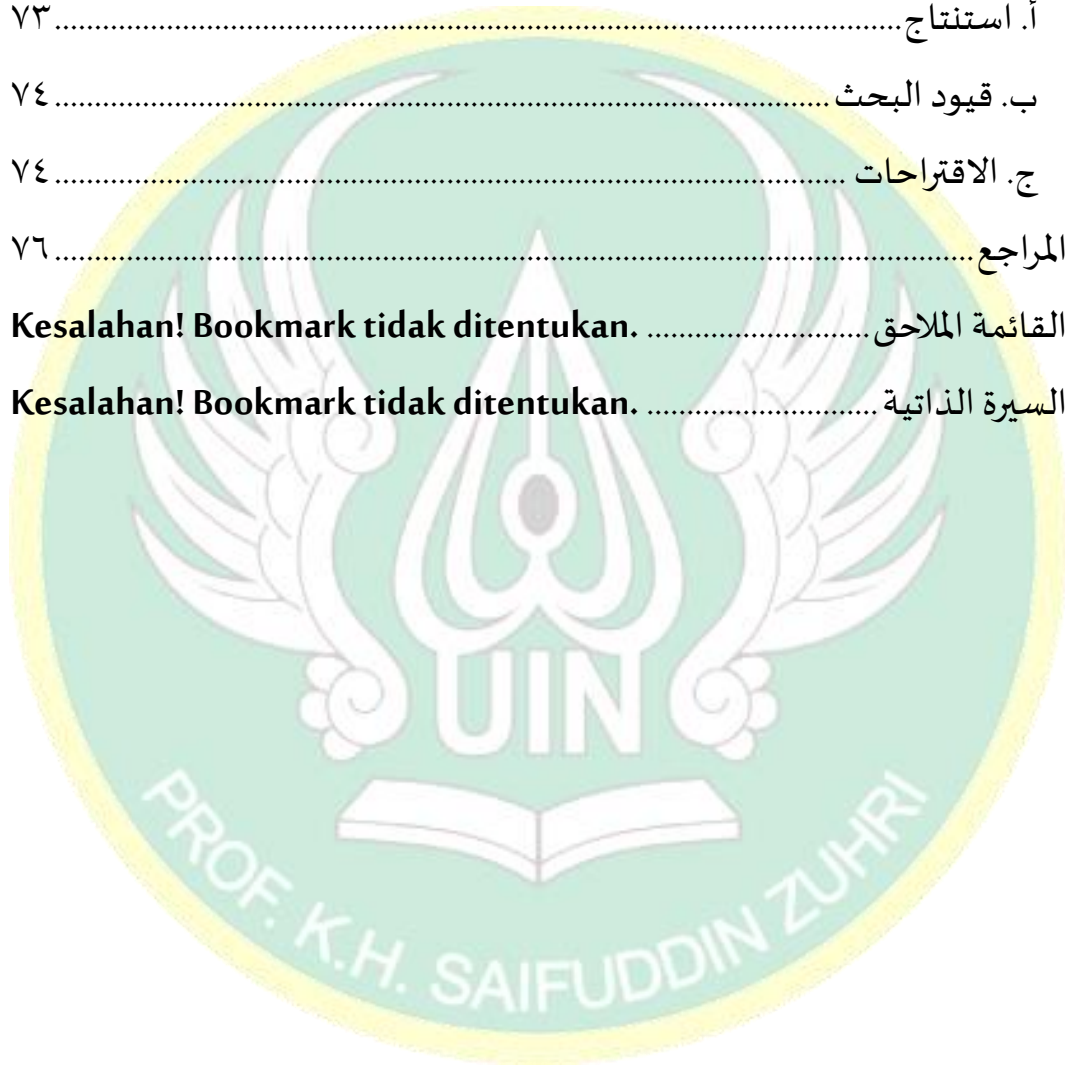 أ. استنتاج ........................................................................................................ ٧٣
ب. قيود البحث ................................................................................................ ٧٤
ج. الاقتراحات ................................................................................................ ٧٤
المراجع ................................................................................................................ ٧٦
القائمة الملاحق ............................ Kesalahan! Bookmark tidak ditentukan.
السيرة الذاتية ............................. Kesalahan! Bookmark tidak ditentukan.
UIN
PROF. K.H. SAIFUDDIN ZUHRI